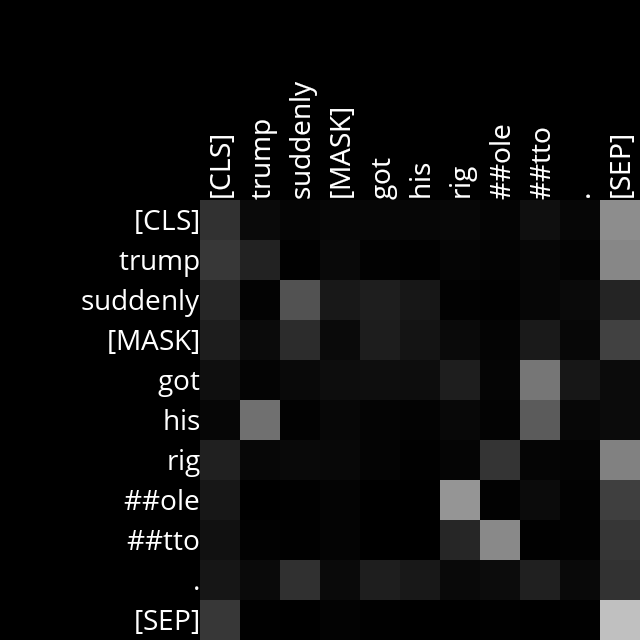 [CLS] trump suddenly [MASK] got his rig ##ole ##tto . [SEP]
[CLS]
trump
suddenly
[MASK]
got
his
rig
##ole
##tto
.
[SEP]